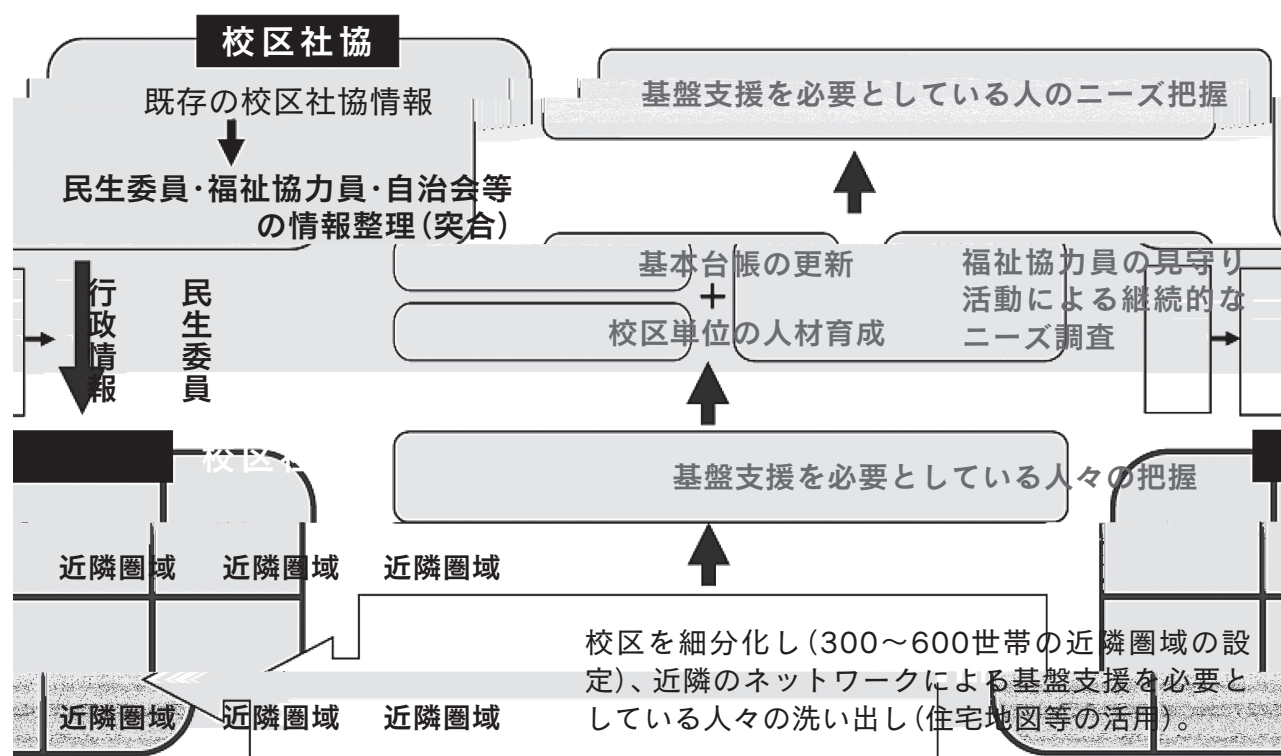 校区社協
既存の校区社協情報
民生委員・福祉協力員・自治会等
の情報整理(突合)
基盤支援を必要としている人のニーズ把握
基本台帳の更新
+
校区単位の人材育成
福祉協力員の見守り
活動による継続的な
ニーズ調査
行政情報
民生委員
校区社
基盤支援を必要としている人々の把握
近隣圏域 近隣圏域 近隣圏域
校区を細分化し(300〜600世帯の近隣圏域の設
定)、近隣のネットワークによる基盤支援を必要と
している人々の洗い出し(住宅地図等の活用)。
近隣圏域 近隣圏域 近隣圏域